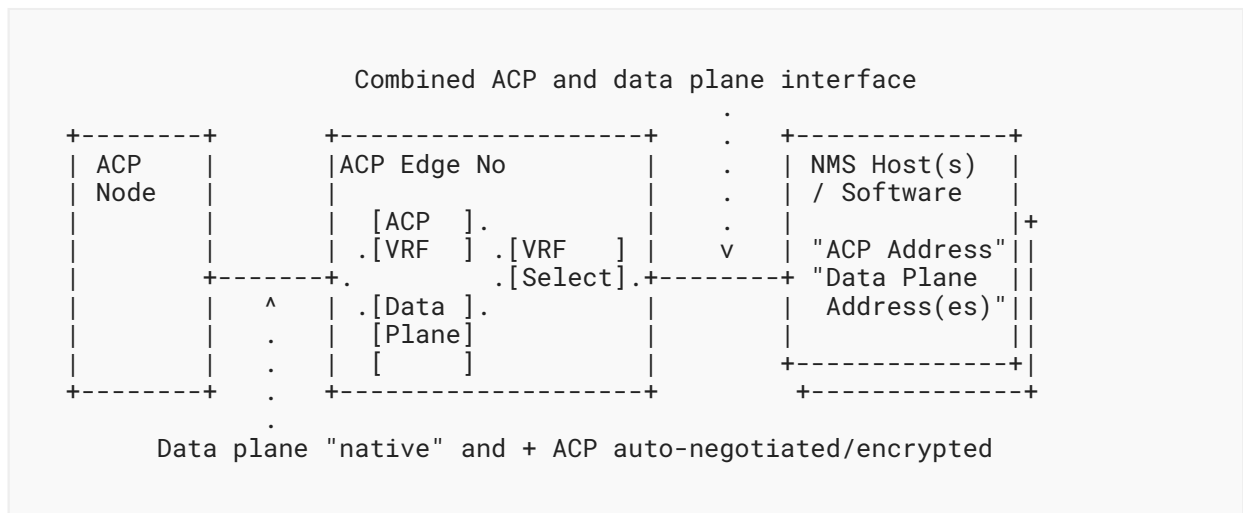 Combined ACP and data plane interface
.
+--------+       +--------------------+   .   +--------------+
| ACP    |       |ACP Edge No         |   .   | NMS Host(s)  |
| Node   |       |                    |   .   | / Software   |
|        |       |  [ACP  ].          |   .   |              |+
|        |       | .[VRF  ] .[VRF   ] |   v   | "ACP Address"||
|        +-------+.         .[Select].+-------+ "Data Plane  ||
|        |   ^   | .[Data ].          |       |  Address(es)"||
|        |   .   |  [Plane]           |       |              ||
|        |   .   |  [     ]           |       +--------------+|
+--------+   .   +--------------------+        +--------------+
.
Data plane "native" and + ACP auto-negotiated/encrypted